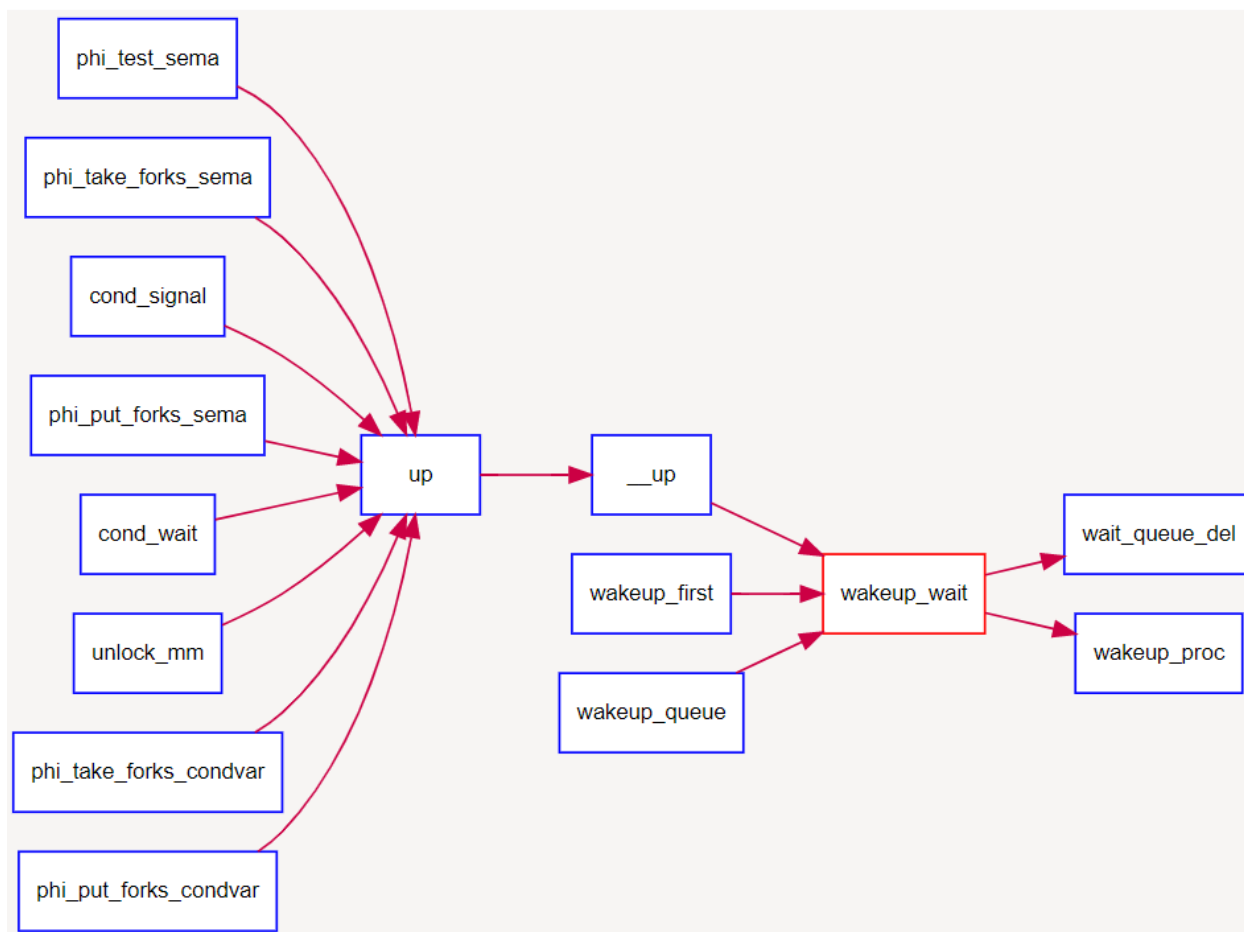 phi_test_sema
phi_take_forks_sema
cond_signal
phi_put_forks_sema
cond_wait
unlock_mm
phi_take_forks_condvar
phi_put_forks_condvar
up
__up
wakeup_first
wakeup_queue
wakeup_wait
wait_queue_del
wakeup_proc